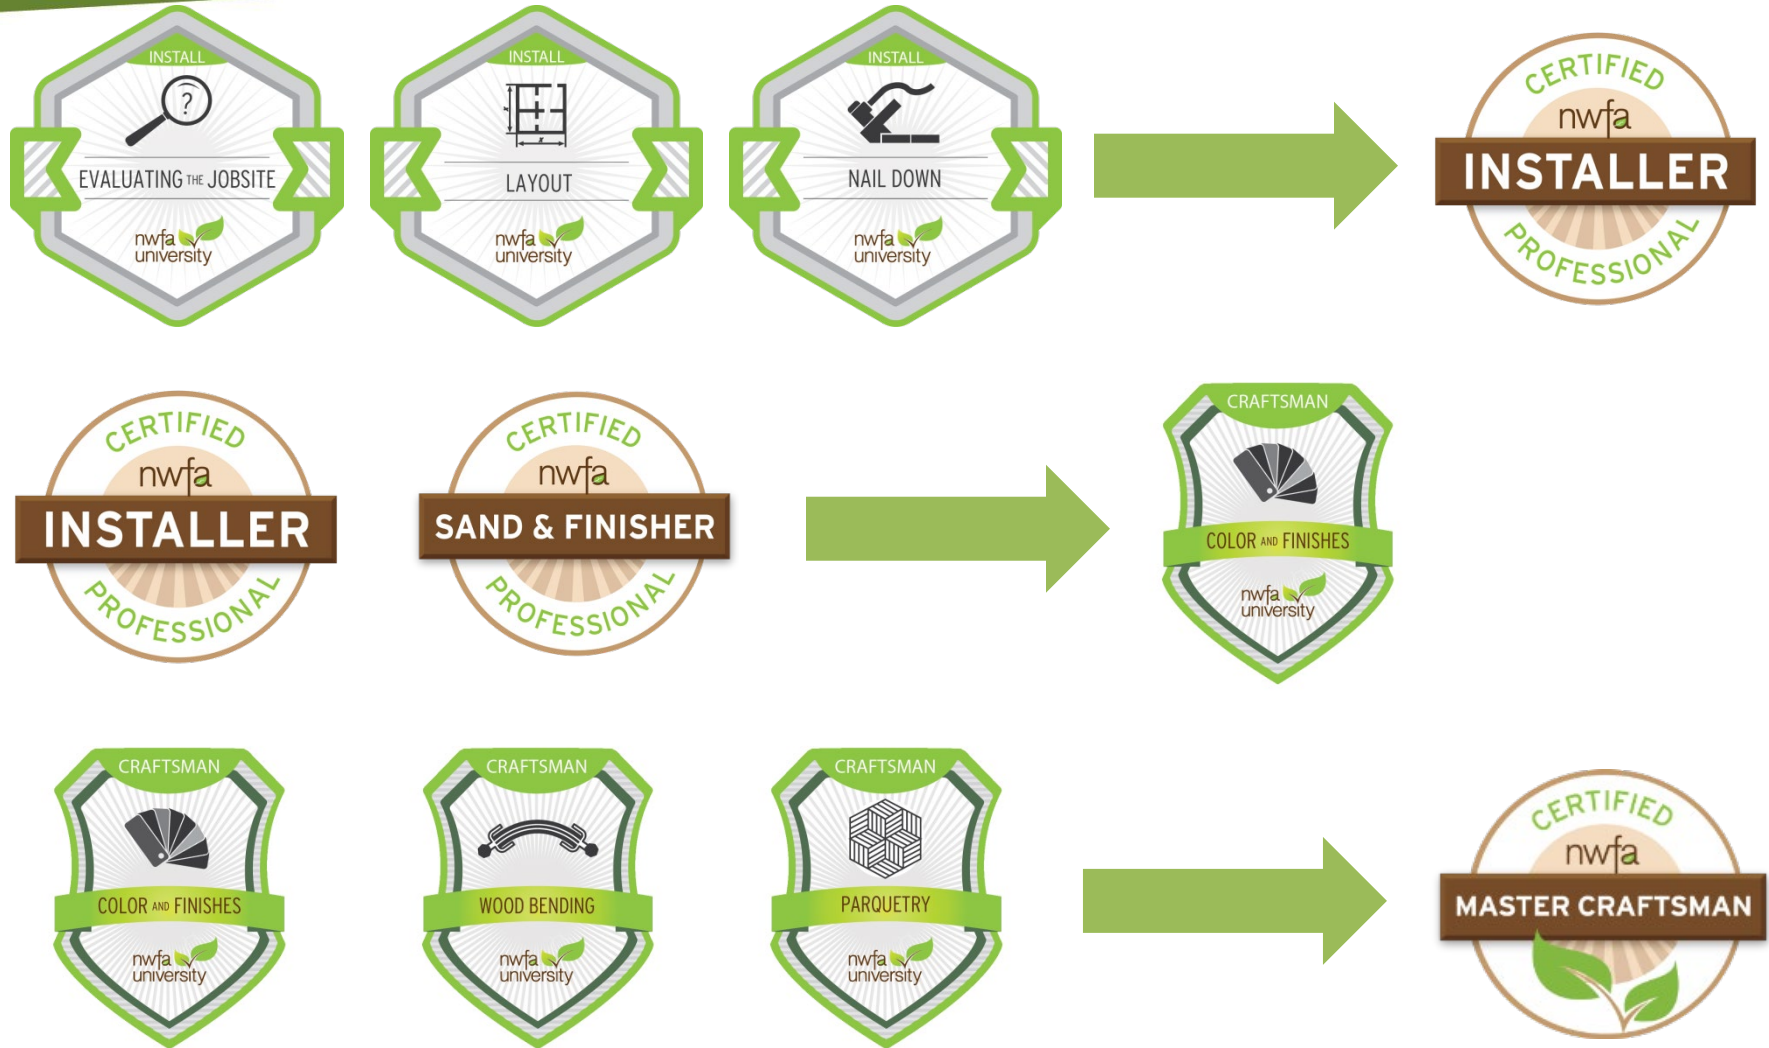 INSTALL
?
EVALUATING THE JOBSITE
nwfa
university
INSTALL
x
x
LAYOUT
nwfa
university
INSTALL
NAIL DOWN
nwfa
university
CERTIFIED
nwfa
INSTALLER
PROFESSIONAL
CERTIFIED
nwfa
INSTALLER
PROFESSIONAL
CERTIFIED
nwfa
SAND & FINISHER
PROFESSIONAL
CRAFTSMAN
COLOR AND FINISHES
nwfa
university
CRAFTSMAN
COLOR AND FINISHES
nwfa
university
CRAFTSMAN
WOOD BENDING
nwfa
university
CRAFTSMAN
PARQUETRY
nwfa
university
CERTIFIED
nwfa
MASTER CRAFTSMAN